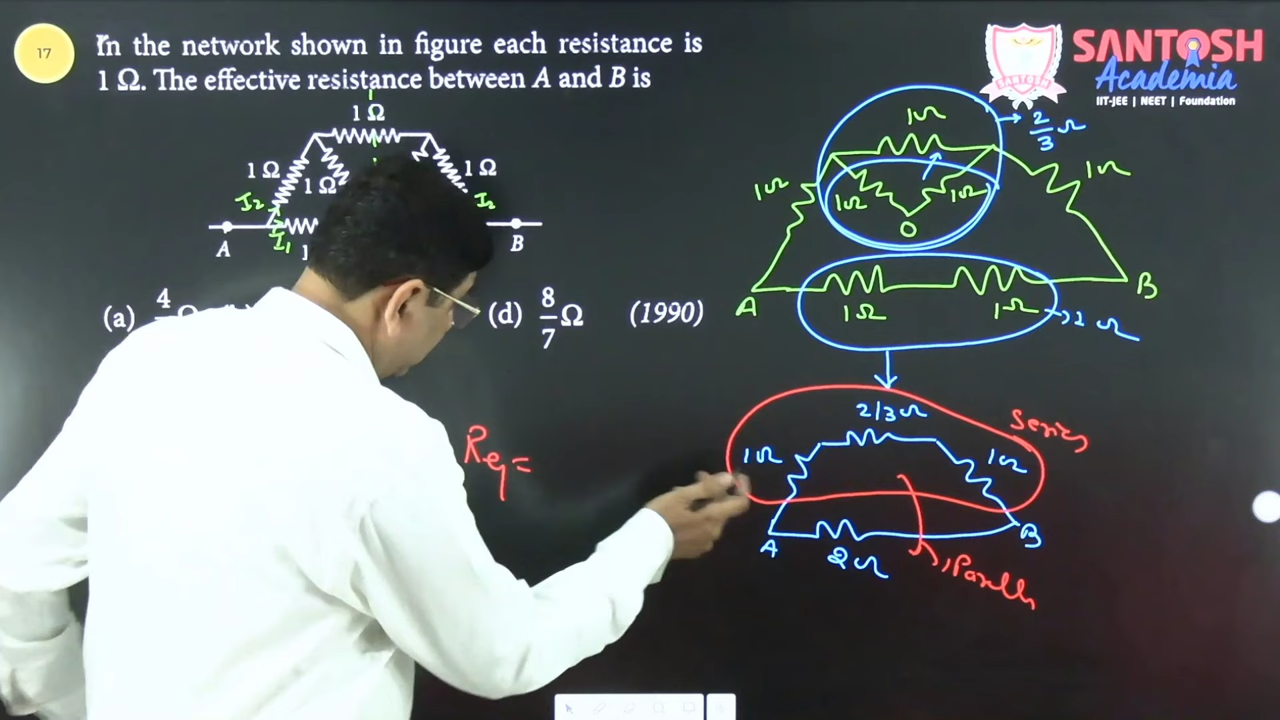 17
In the network shown in figure each resistance is
1 Ω. The effective resistance between A and B is
1 Ω
1 Ω
1 Ω
1 Ω
I2
I1
I2
A
B
(a) 4
(d) 8/7 Ω
(1990)
SANTOSH
Academia
IIT-JEE | NEET | Foundation
1Ω
2/3 Ω
1Ω
1Ω
1Ω
1Ω
O
A
B
1Ω
1Ω
2Ω
2/3Ω
Series
1Ω
1Ω
Req =
A
B
2Ω